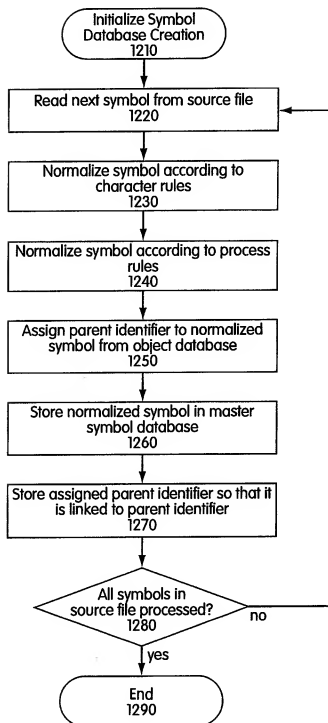 Initialize Symbol
Database Creation
1210
Read next symbol from source file
1220
Normalize symbol according to
character rules
1230
Normalize symbol according to process
rules
1240
Assign parent identifier to normalized
symbol from object database
1250
Store normalized symbol in master
symbol database
1260
Store assigned parent identifier so that it
is linked to parent identifier
1270
All symbols in
source file processed?
1280
no
yes
End
1290